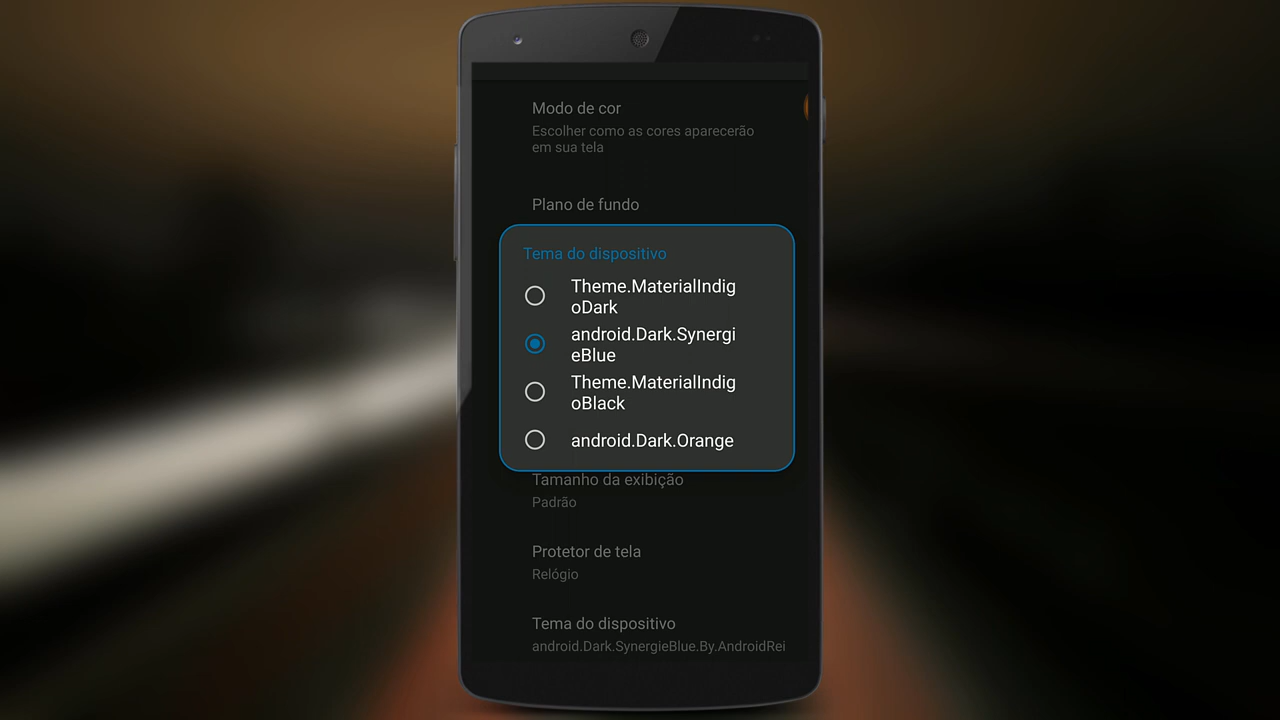 Modo de cor
Escolher como as cores aparecerão
em sua tela
Plano de fundo
Tema do dispositivo
Theme.MaterialIndig
oDark
android.Dark.Synergi
eBlue
Theme.MaterialIndig
oBlack
android.Dark.Orange
Tamanho da exibição
Padrão
Protetor de tela
Relógio
Tema do dispositivo
android.Dark.SynergieBlue.By.AndroidRei